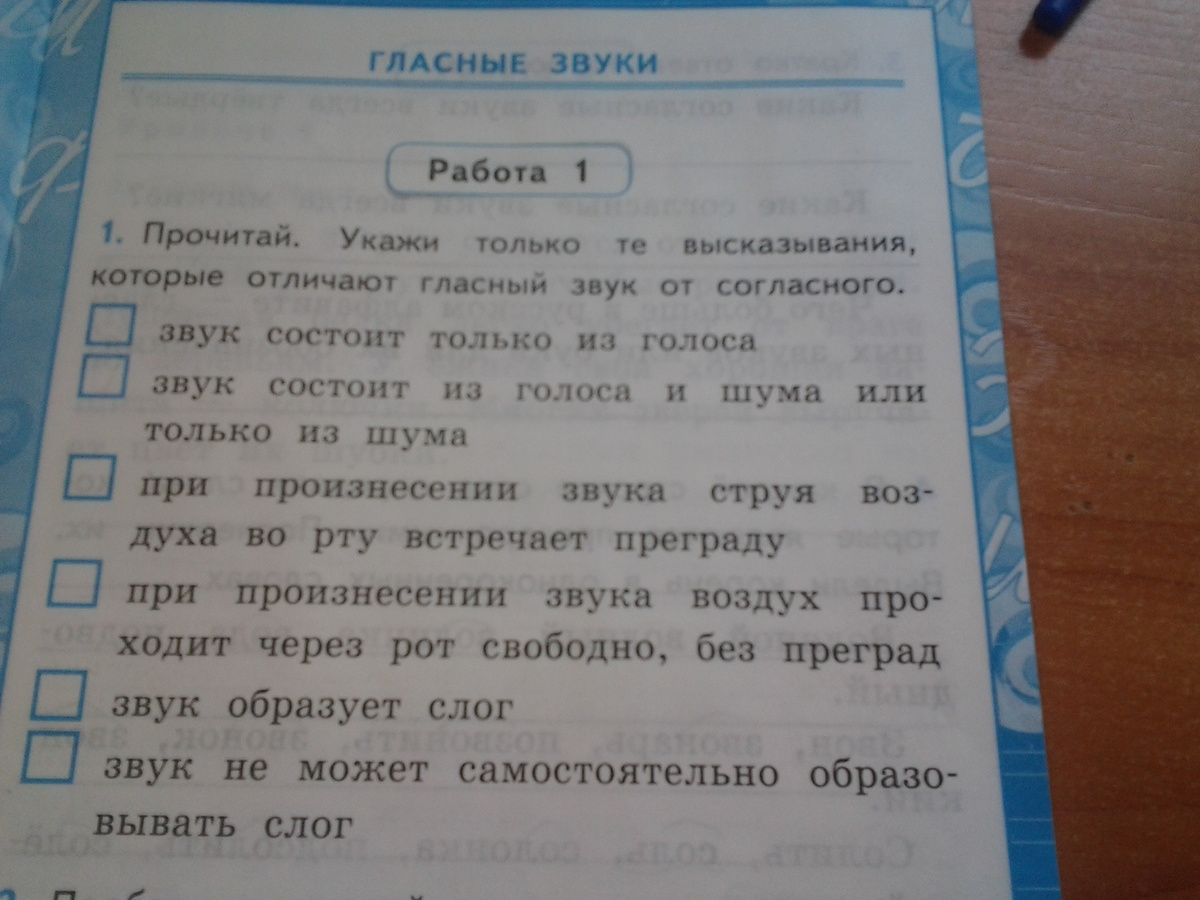 ГЛАСНЫЕ ЗВУКИ
Работа 1
1. Прочитай. Укажи только те высказывания,
которые отличают гласный звук от согласного.
звук состоит только из голоса
звук состоит из голоса и шума или
только из шума
при произнесении звука струя воз-
духа во рту встречает преграду
при произнесении звука воздух про-
ходит через рот свободно, без преград
звук образует слог
звук не может самостоятельно образо-
вывать слог